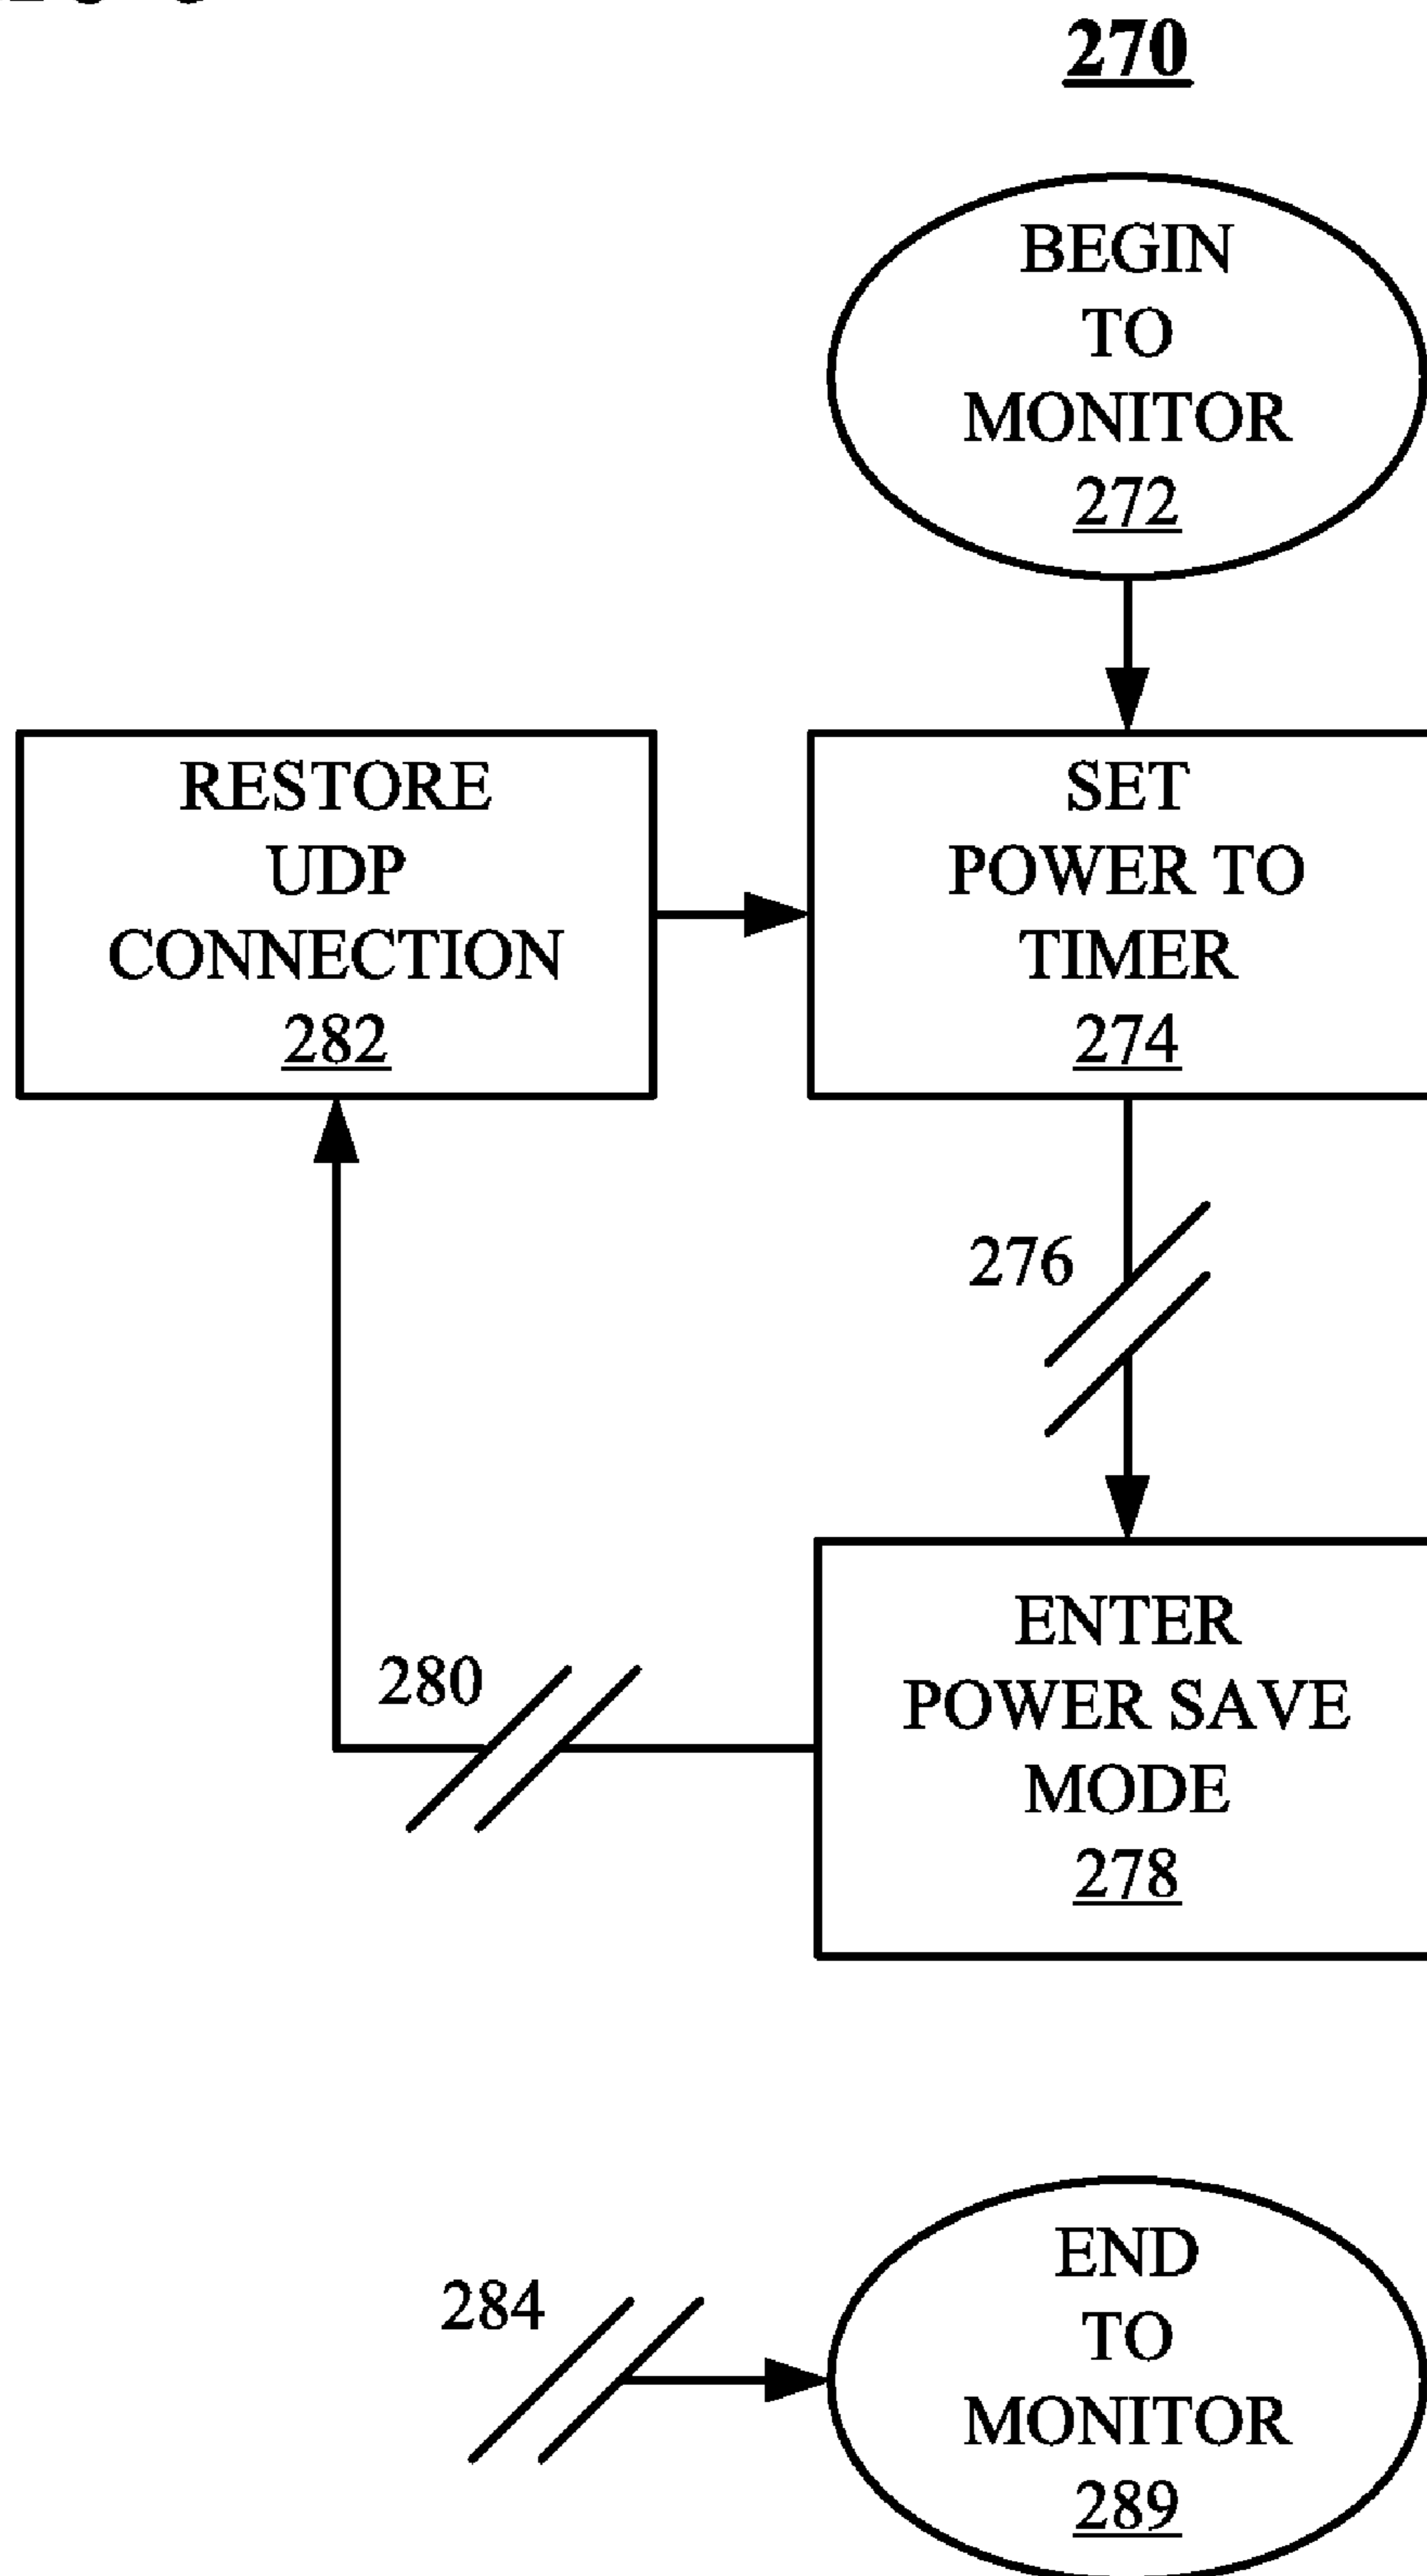 270
BEGIN
TO
MONITOR
272
RESTORE
UDP
CONNECTION
282
SET
POWER TO
TIMER
274
276
ENTER
POWER SAVE
MODE
278
280
284
END
TO
MONITOR
289